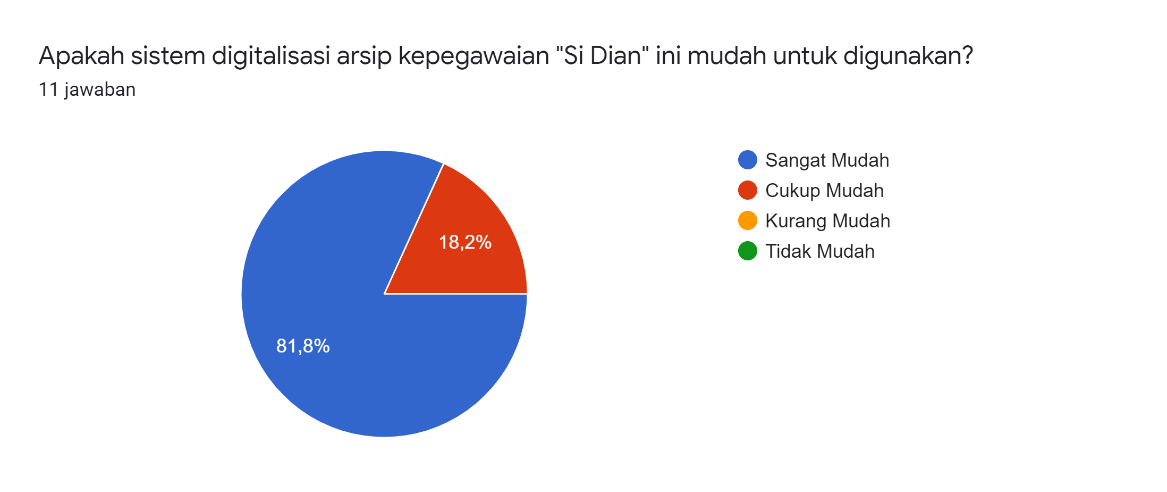 Apakah sistem digitalisasi arsip kepegawaian "Si Dian" ini mudah untuk digunakan?
11 jawaban
Sangat Mudah
Cukup Mudah
Kurang Mudah
Tidak Mudah
18,2%
81,8%